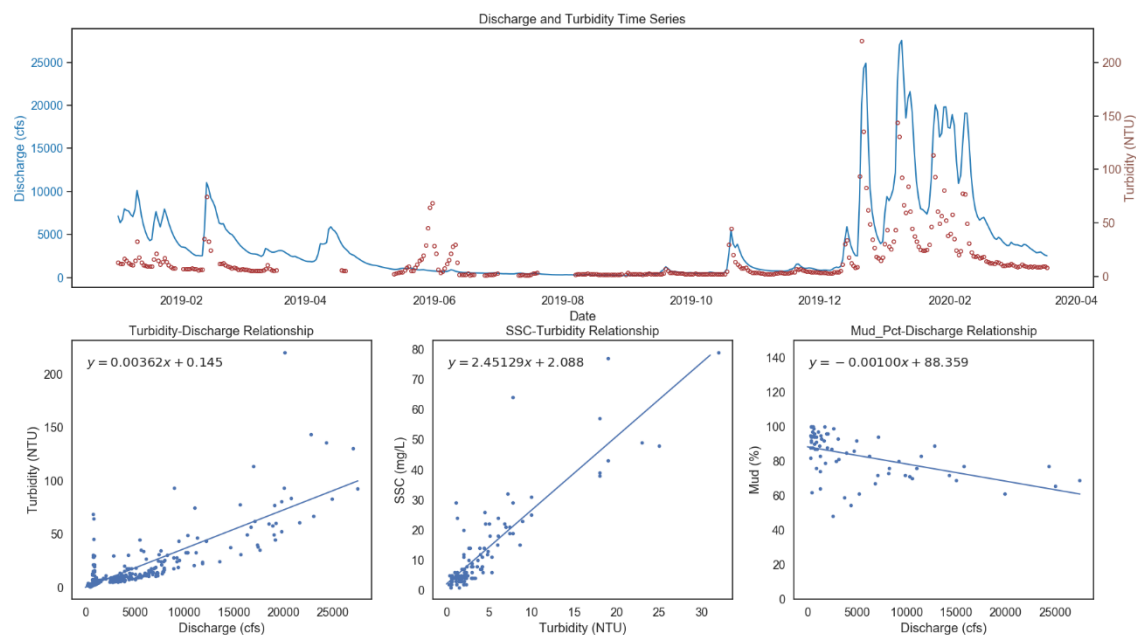 Discharge and Turbidity Time Series
Discharge (cfs)
25000
20000
15000
10000
5000
0
200
150
100
50
0
Turbidity (NTU)
2019-02 2019-04 2019-06 2019-08 2019-10 2019-12 2020-02 2020-04
Date
Turbidity-Discharge Relationship
y = 0.00362x + 0.145
Turbidity (NTU)
200
150
100
50
0
0 5000 10000 15000 20000 25000
Discharge (cfs)
SSC-Turbidity Relationship
y = 2.45129x + 2.088
SSC (mg/L)
80
70
60
50
40
30
20
10
0
0 5 10 15 20 25 30
Turbidity (NTU)
Mud_Pct-Discharge Relationship
y = −0.00100x + 88.359
Mud (%)
140
120
100
80
60
40
20
0
0 5000 10000 15000 20000 25000
Discharge (cfs)